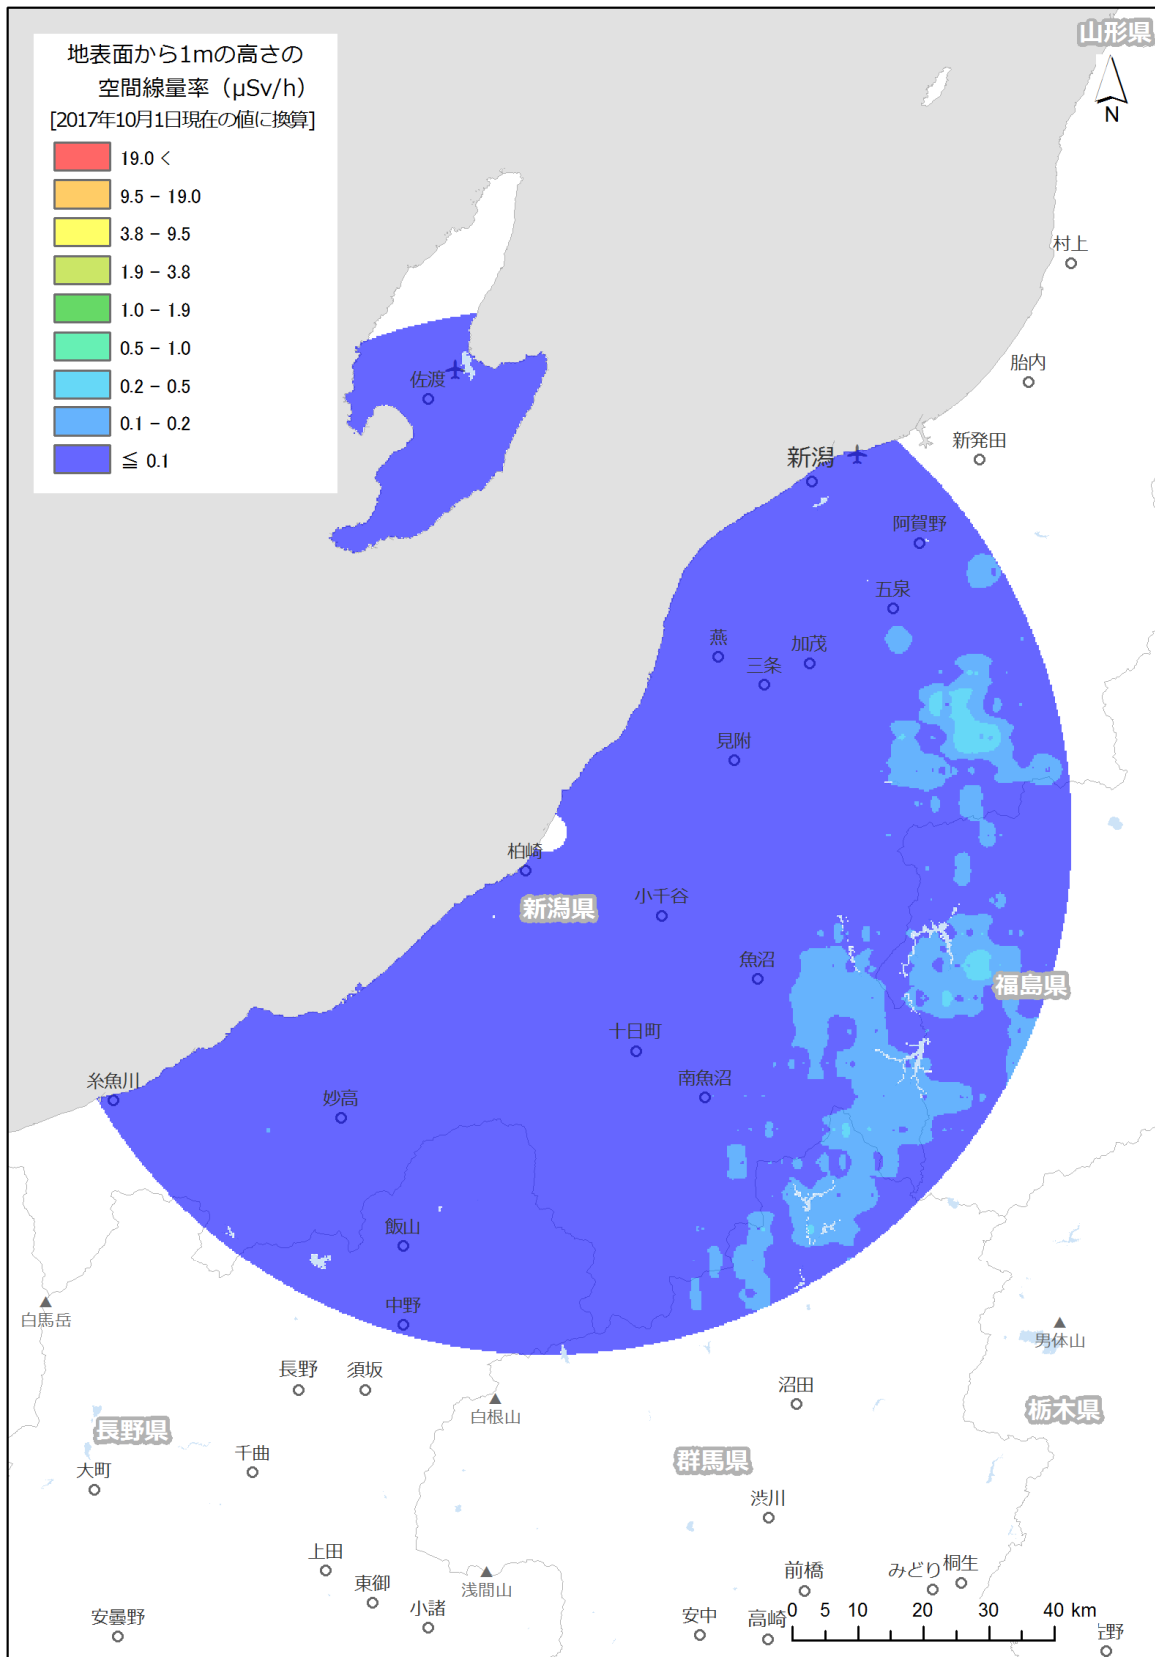 地表面から1mの高さの
空間線量率（μSv/h）
[2017年10月1日現在の値に換算]
19.0 <
9.5 - 19.0
3.8 - 9.5
1.9 - 3.8
1.0 - 1.9
0.5 - 1.0
0.2 - 0.5
0.1 - 0.2
≦ 0.1
山形県
N
村上
胎内
佐渡
新発田
新潟
阿賀野
五泉
燕
加茂
三条
見附
柏崎
小千谷
新潟県
魚沼
福島県
十日町
糸魚川
妙高
南魚沼
飯山
白馬岳
中野
男体山
長野
須坂
沼田
白根山
栃木県
長野県
群馬県
千曲
大町
渋川
上田
前橋
みどり
桐生
東御
浅間山
小諸
安曇野
安中
高崎
0 5 10 20 30 40 km
野